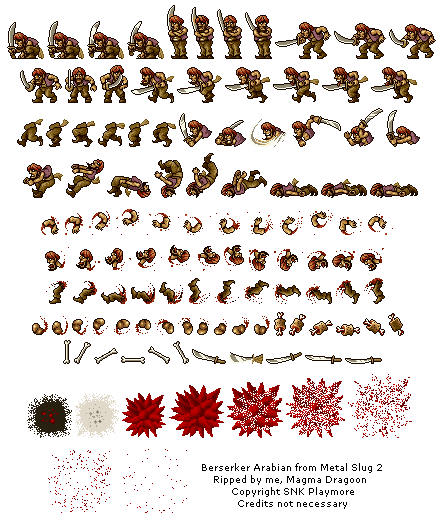 Berserker Arabian from Metal Slug 2
Ripped by me, Magma Dragoon
Copyright SNK Playmore
Credits not necessary